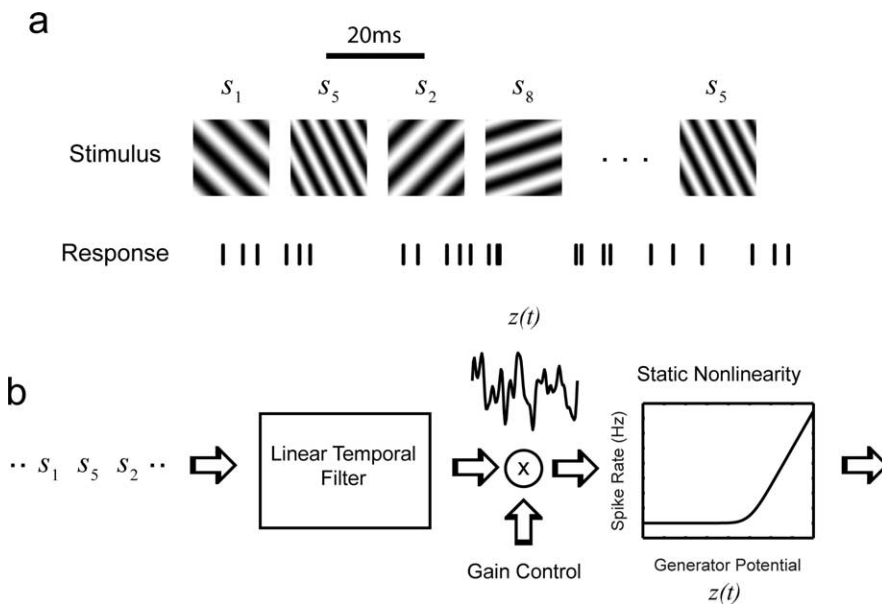 a
20ms
s1 s5 s2 s8 s5
Stimulus
. . .
Response
z(t)
b
Static Nonlinearity
·· s1 s5 s2 ··
Linear Temporal
Filter
x
Spike Rate (Hz)
Gain Control
Generator Potential
z(t)